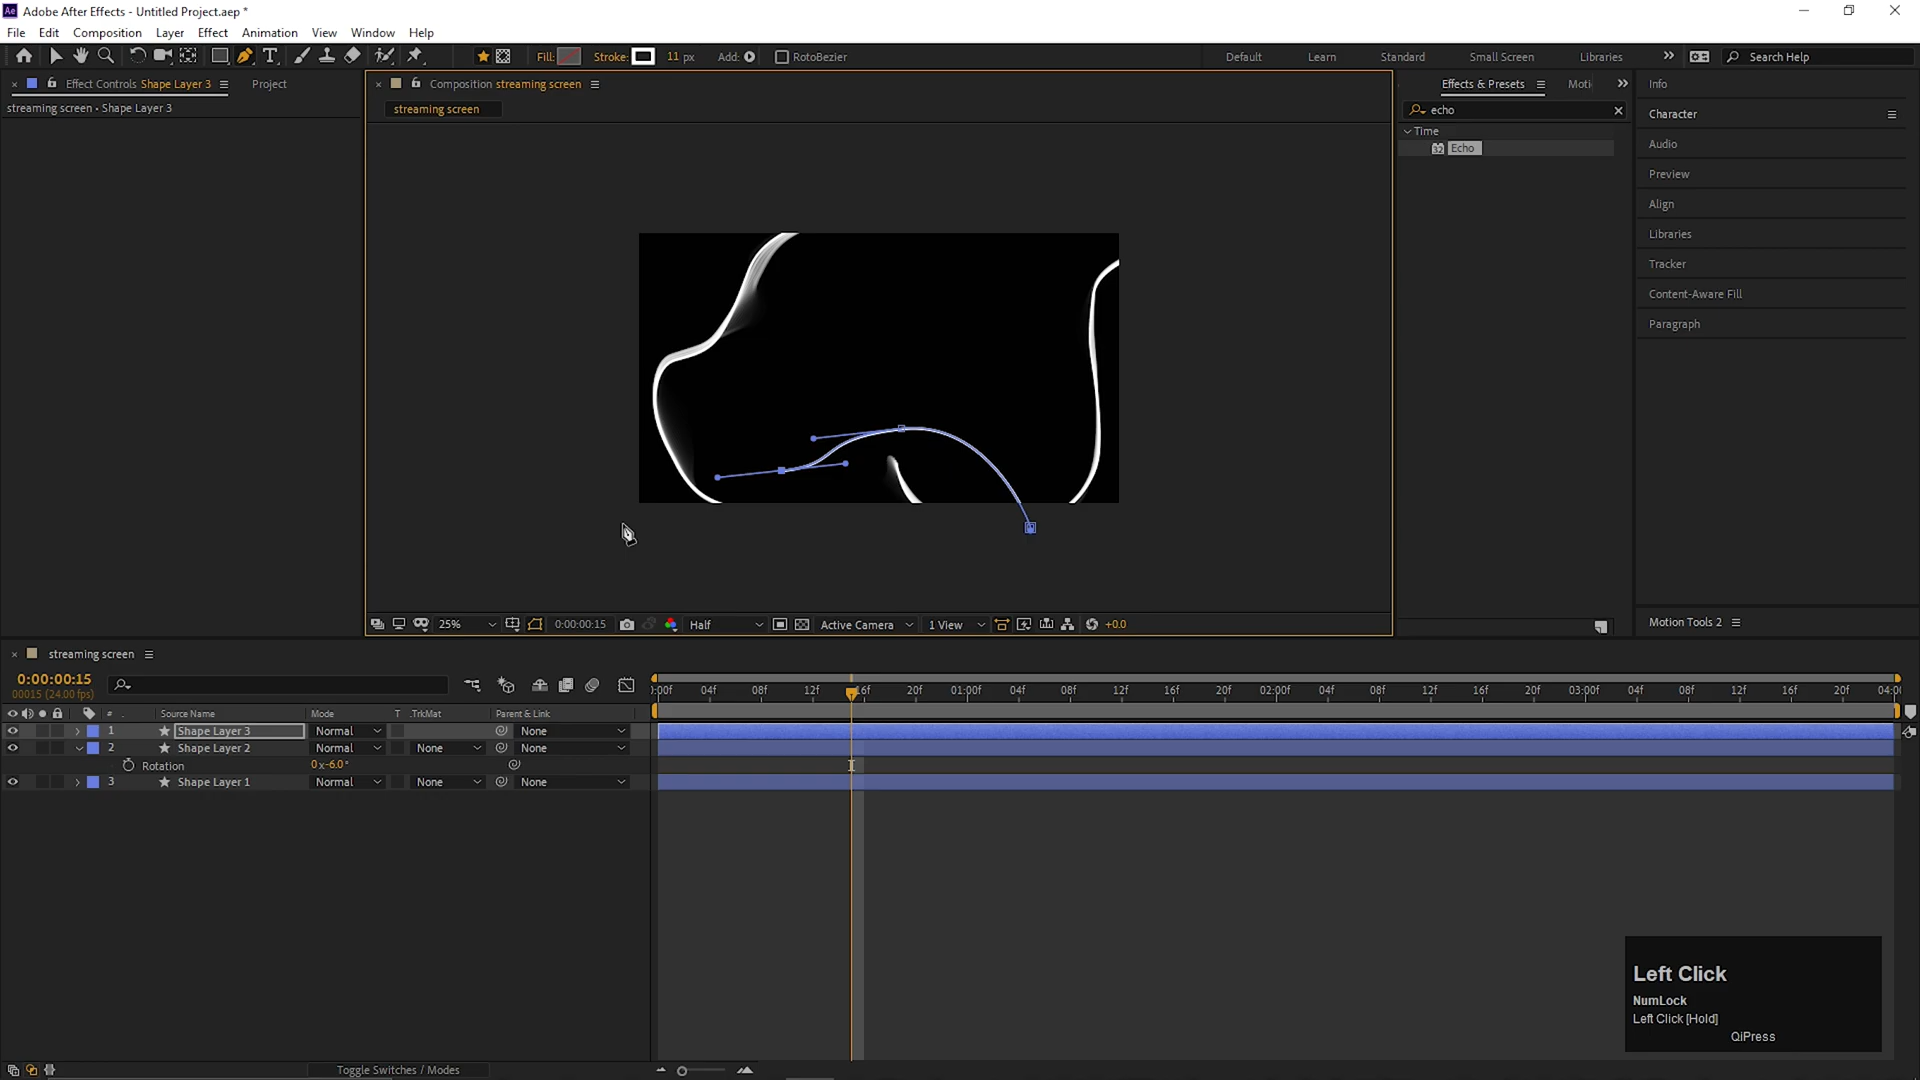 Adobe After Effects - Untitled Project.aep *
File Edit Composition Layer Effect Animation View Window Help
Fill: Stroke: 11 px Add: RotoBezier Default Learn Standard Small Screen Libraries Search Help
Effect Controls Shape Layer 3 Project
streaming screen • Shape Layer 3
Composition streaming screen
streaming screen
Effects & Presets Moti
echo
Time
32 Echo
Info
Character
Audio
Preview
Align
Libraries
Tracker
Content-Aware Fill
Paragraph
Motion Tools 2
25% 0:00:00:15 Half Active Camera 1 View +0.0
streaming screen
0:00:00:15
00015 (24.00 fps)
):00f 04f 08f 12f 16f 20f 01:00f 04f 08f 12f 16f 20f 02:00f 04f 08f 12f 16f 20f 03:00f 04f 08f 12f 16f 20f 04:0(
# . Source Name Mode T .TrkMat Parent & Link
1 Shape Layer 3 Normal None
2 Shape Layer 2 Normal None None
Rotation 0x-6.0°
3 Shape Layer 1 Normal None None
Left Click
NumLock
Left Click [Hold]
QiPress
Toggle Switches / Modes